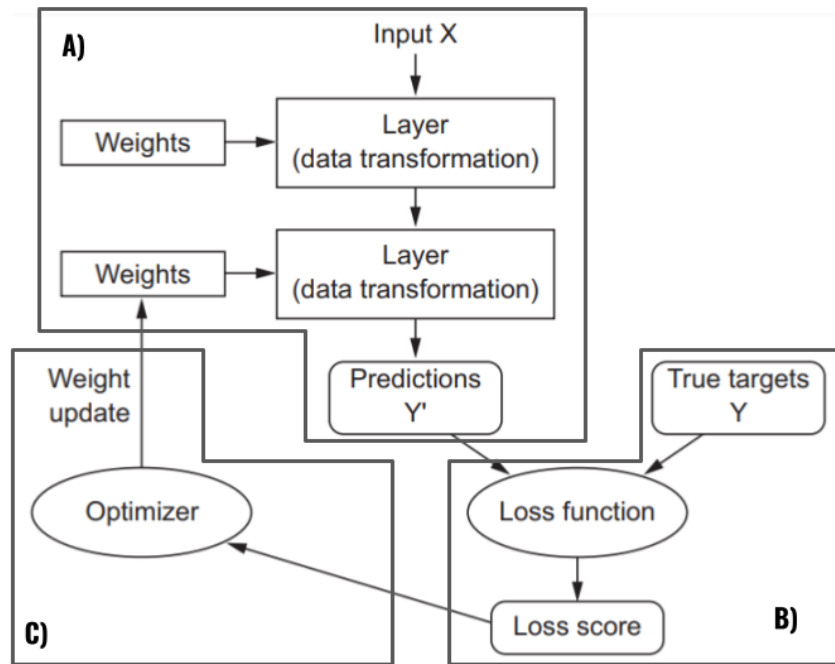 A)
Input X
Weights
Layer
(data transformation)
Weights
Layer
(data transformation)
Weight
update
Predictions
Y'
True targets
Y
Optimizer
Loss function
Loss score
B)
C)